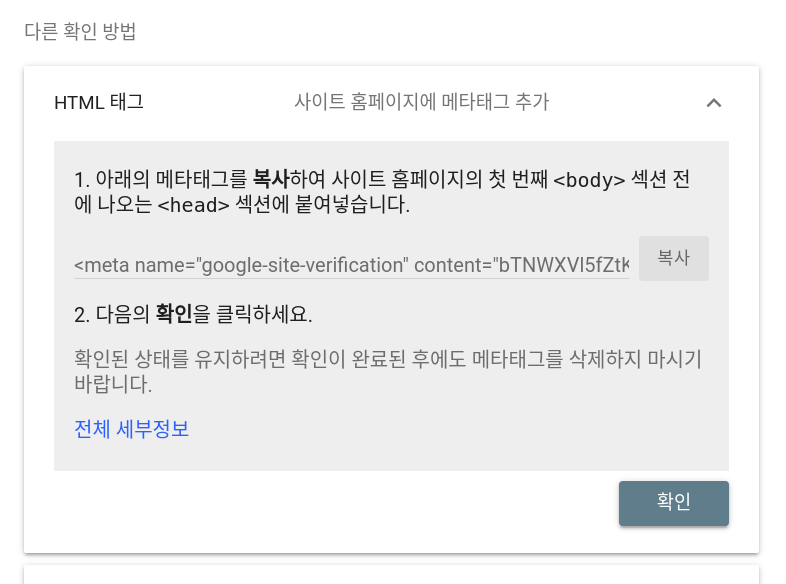 다른 확인 방법
HTML 태그
사이트 홈페이지에 메타태그 추가
1. 아래의 메타태그를 복사하여 사이트 홈페이지의 첫 번째 <body> 섹션 전
에 나오는 <head> 섹션에 붙여넣습니다.
<meta name="google-site-verification" content="bTNWXVI5fZtK
복사
2. 다음의 확인을 클릭하세요.
확인된 상태를 유지하려면 확인이 완료된 후에도 메타태그를 삭제하지 마시기
바랍니다.
전체 세부정보
확인